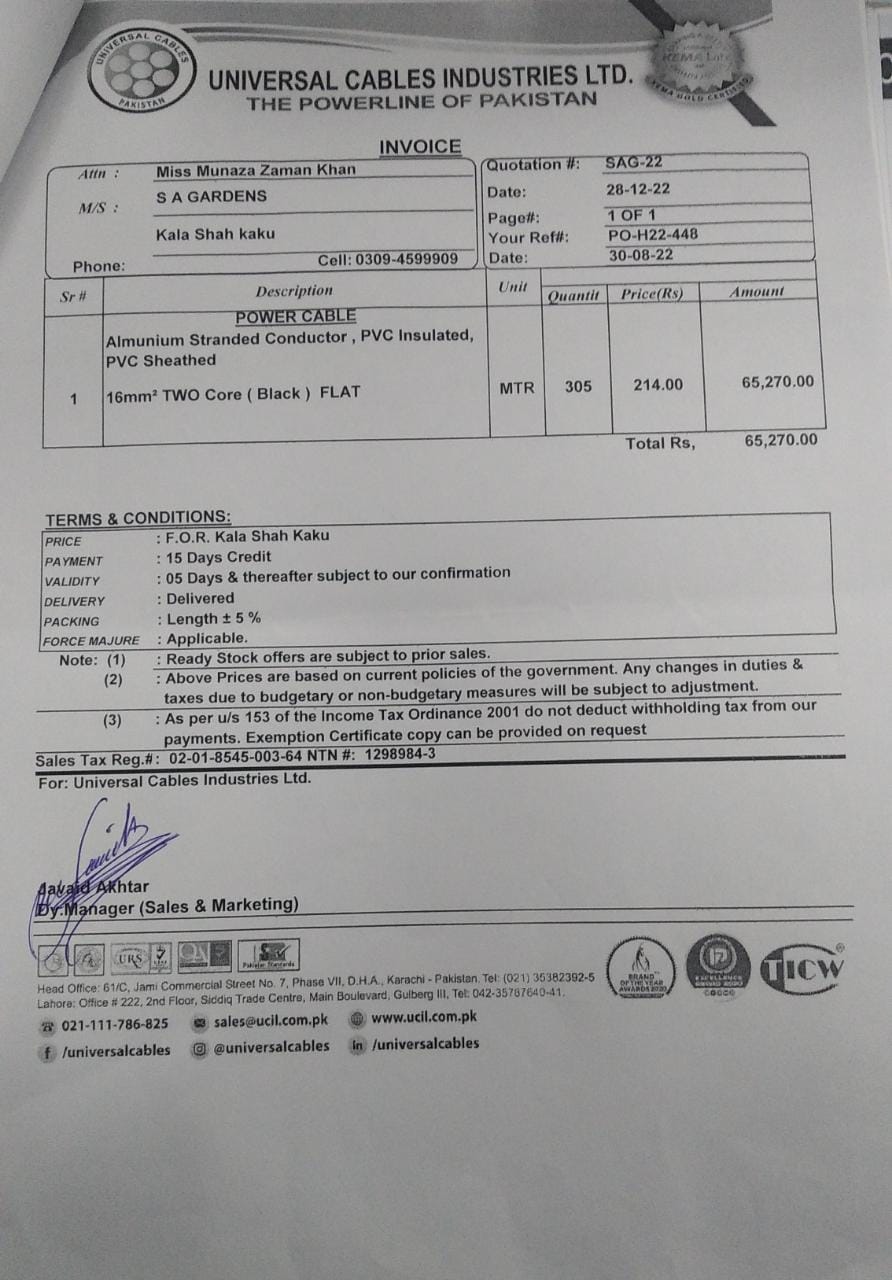 UNIVERSAL CABLES
PAKISTAN
UNIVERSAL CABLES INDUSTRIES LTD.
THE POWERLINE OF PAKISTAN
KEMA Labs
INVOICE
Attn : Miss Munaza Zaman Khan
M/S : S A GARDENS
Kala Shah kaku
Phone: Cell: 0309-4599909
Quotation #: SAG-22
Date: 28-12-22
Page#: 1 OF 1
Your Ref#: PO-H22-448
Date: 30-08-22
Sr # Description Unit Quantit Price(Rs) Amount
POWER CABLE
Almunium Stranded Conductor , PVC Insulated,
PVC Sheathed
1 16mm² TWO Core ( Black ) FLAT MTR 305 214.00 65,270.00
Total Rs, 65,270.00
TERMS & CONDITIONS:
PRICE : F.O.R. Kala Shah Kaku
PAYMENT : 15 Days Credit
VALIDITY : 05 Days & thereafter subject to our confirmation
DELIVERY : Delivered
PACKING : Length ± 5 %
FORCE MAJURE : Applicable.
Note: (1) : Ready Stock offers are subject to prior sales.
(2) : Above Prices are based on current policies of the government. Any changes in duties &
taxes due to budgetary or non-budgetary measures will be subject to adjustment.
(3) : As per u/s 153 of the Income Tax Ordinance 2001 do not deduct withholding tax from our
payments. Exemption Certificate copy can be provided on request
Sales Tax Reg.#: 02-01-8545-003-64 NTN #: 1298984-3
For: Universal Cables Industries Ltd.
Javaid Akhtar
Dy.Manager (Sales & Marketing)
URS
Pakistan Standards
BRAND
OF THE YEAR
AWARDS 2020
TICW
Head Office: 61/C, Jami Commercial Street No. 7, Phase VII, D.H.A., Karachi - Pakistan. Tel: (021) 35382392-5
Lahore: Office # 222, 2nd Floor, Siddiq Trade Centre, Main Boulevard, Gulberg III, Tel: 042-35787640-41.
021-111-786-825 sales@ucil.com.pk www.ucil.com.pk
/universalcables @universalcables /universalcables